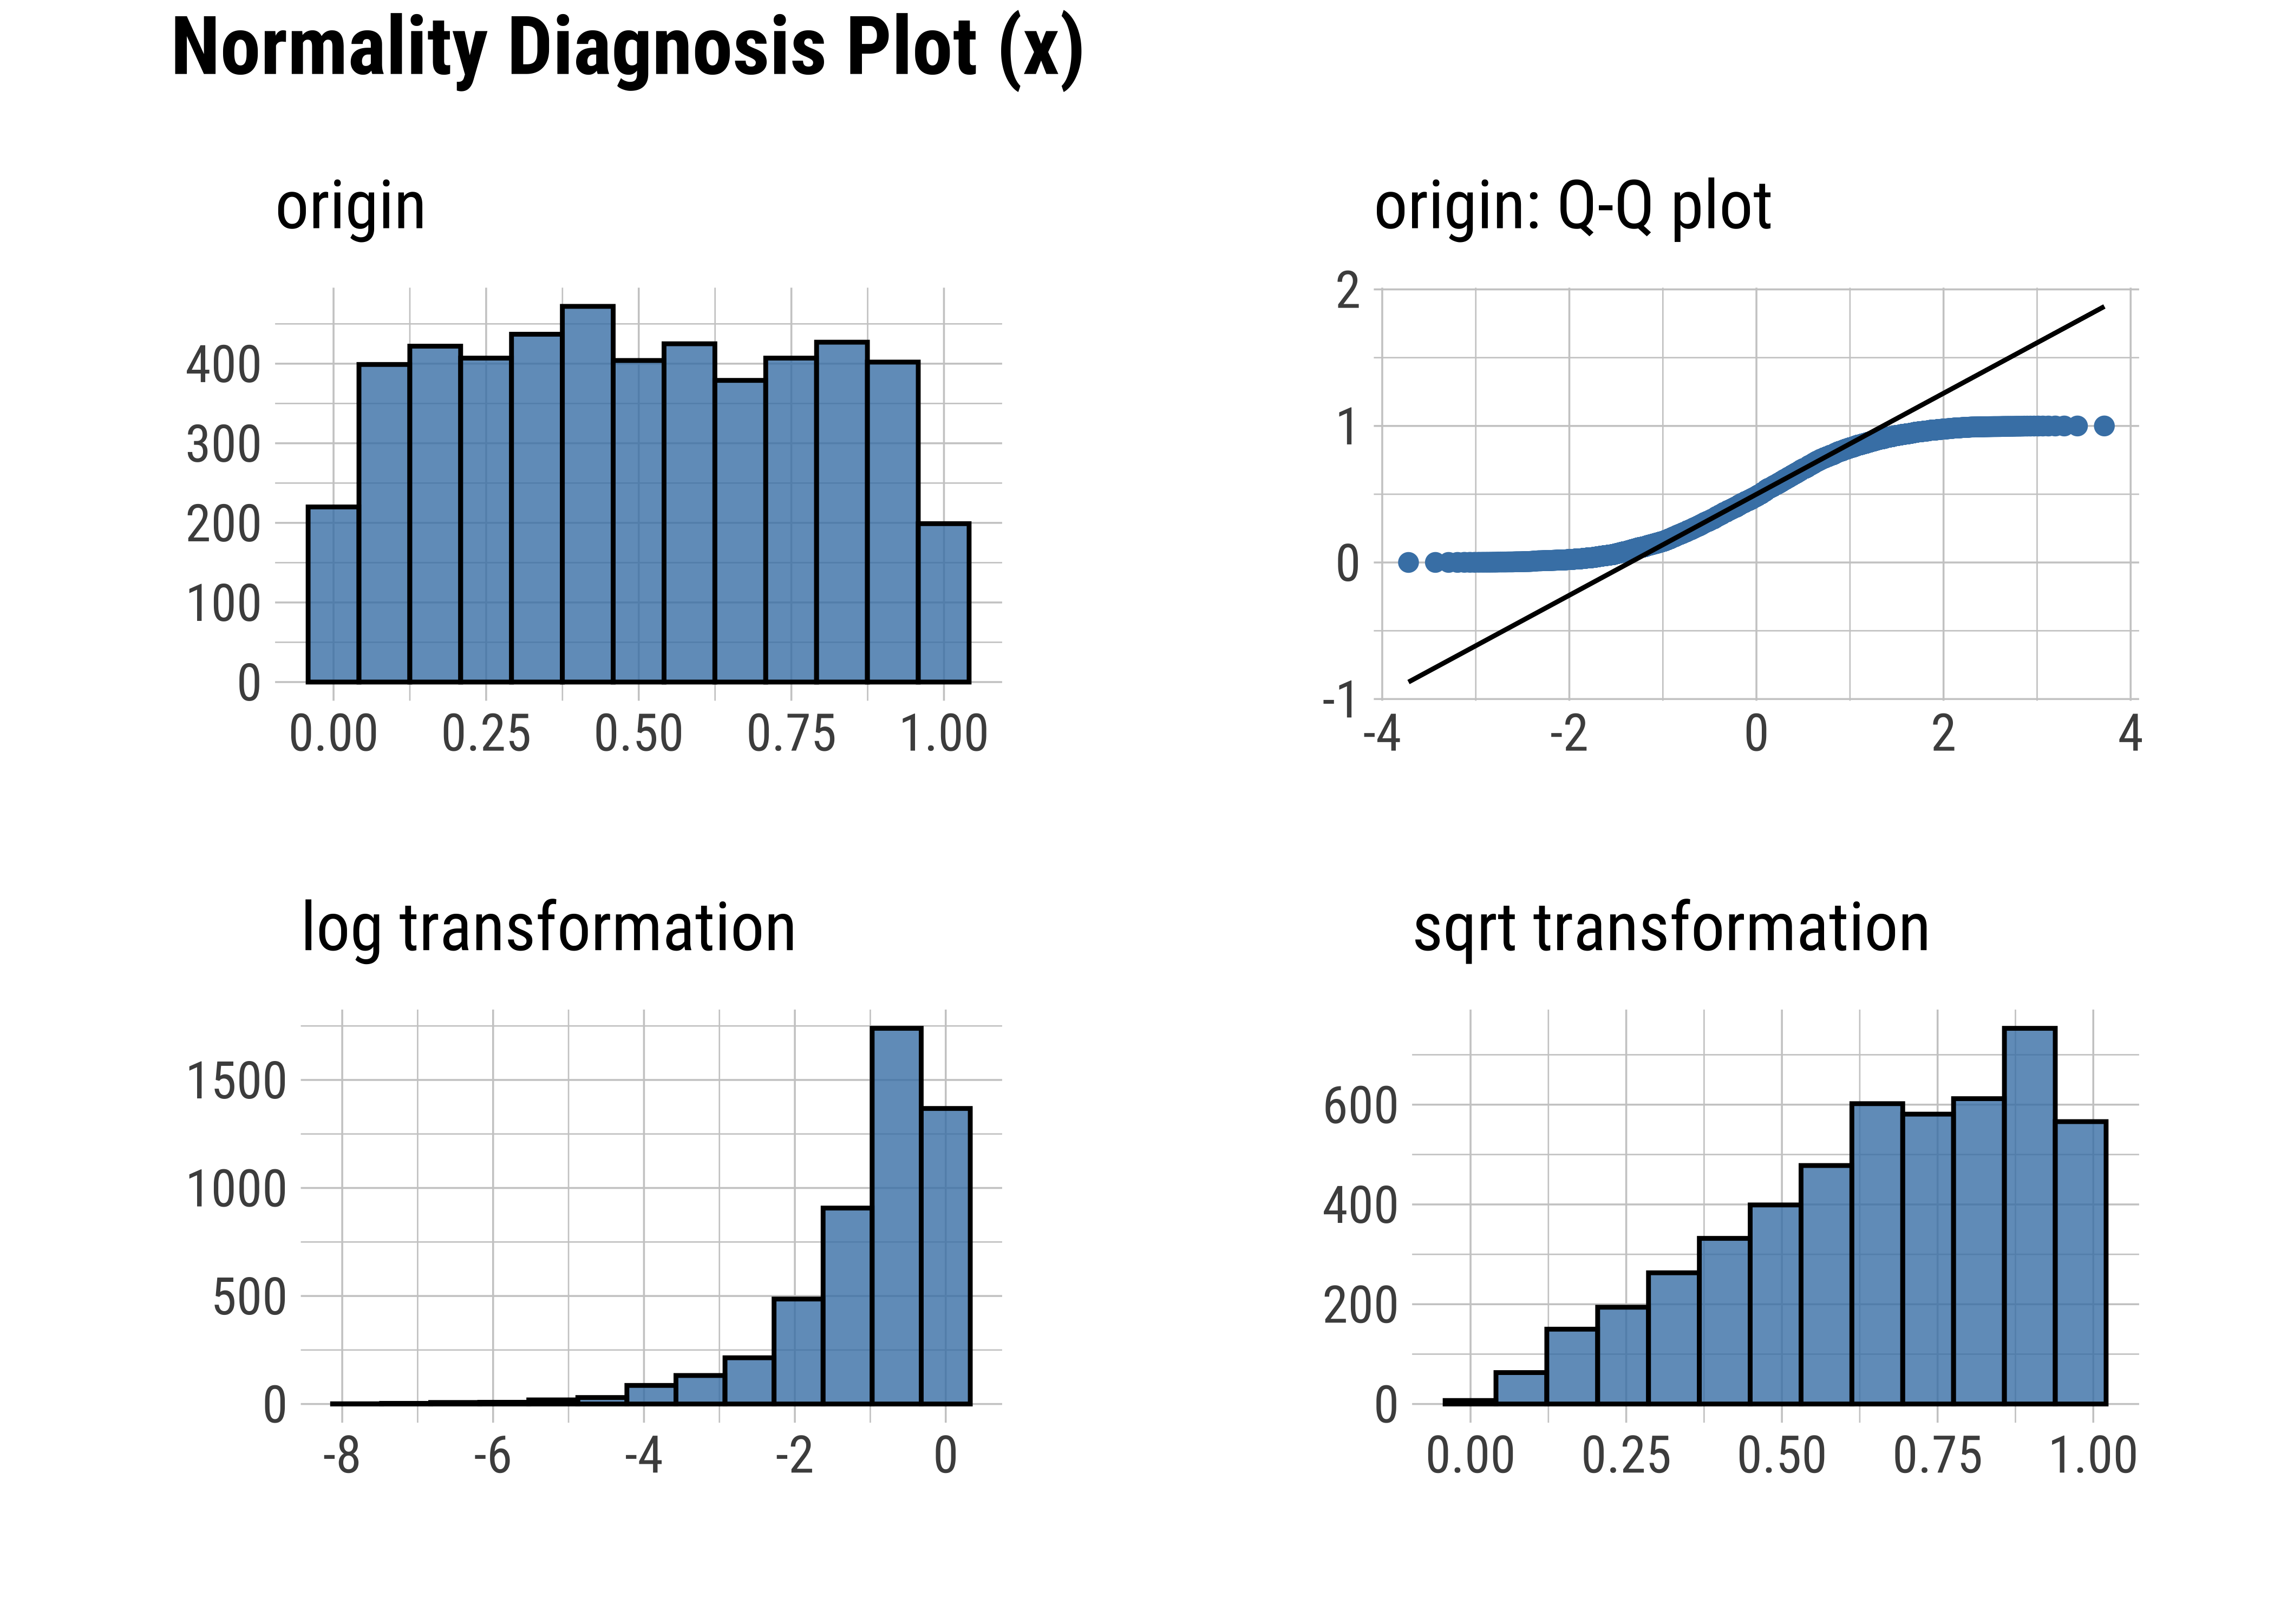 Normality Diagnosis Plot (x)
origin
400
300
200
100
0
0.00 0.25 0.50 0.75 1.00
origin: Q-Q plot
2
1
0
-1
-4 -2 0 2 4
log transformation
1500
1000
500
0
-8 -6 -4 -2 0
sqrt transformation
600
400
200
0
0.00 0.25 0.50 0.75 1.00